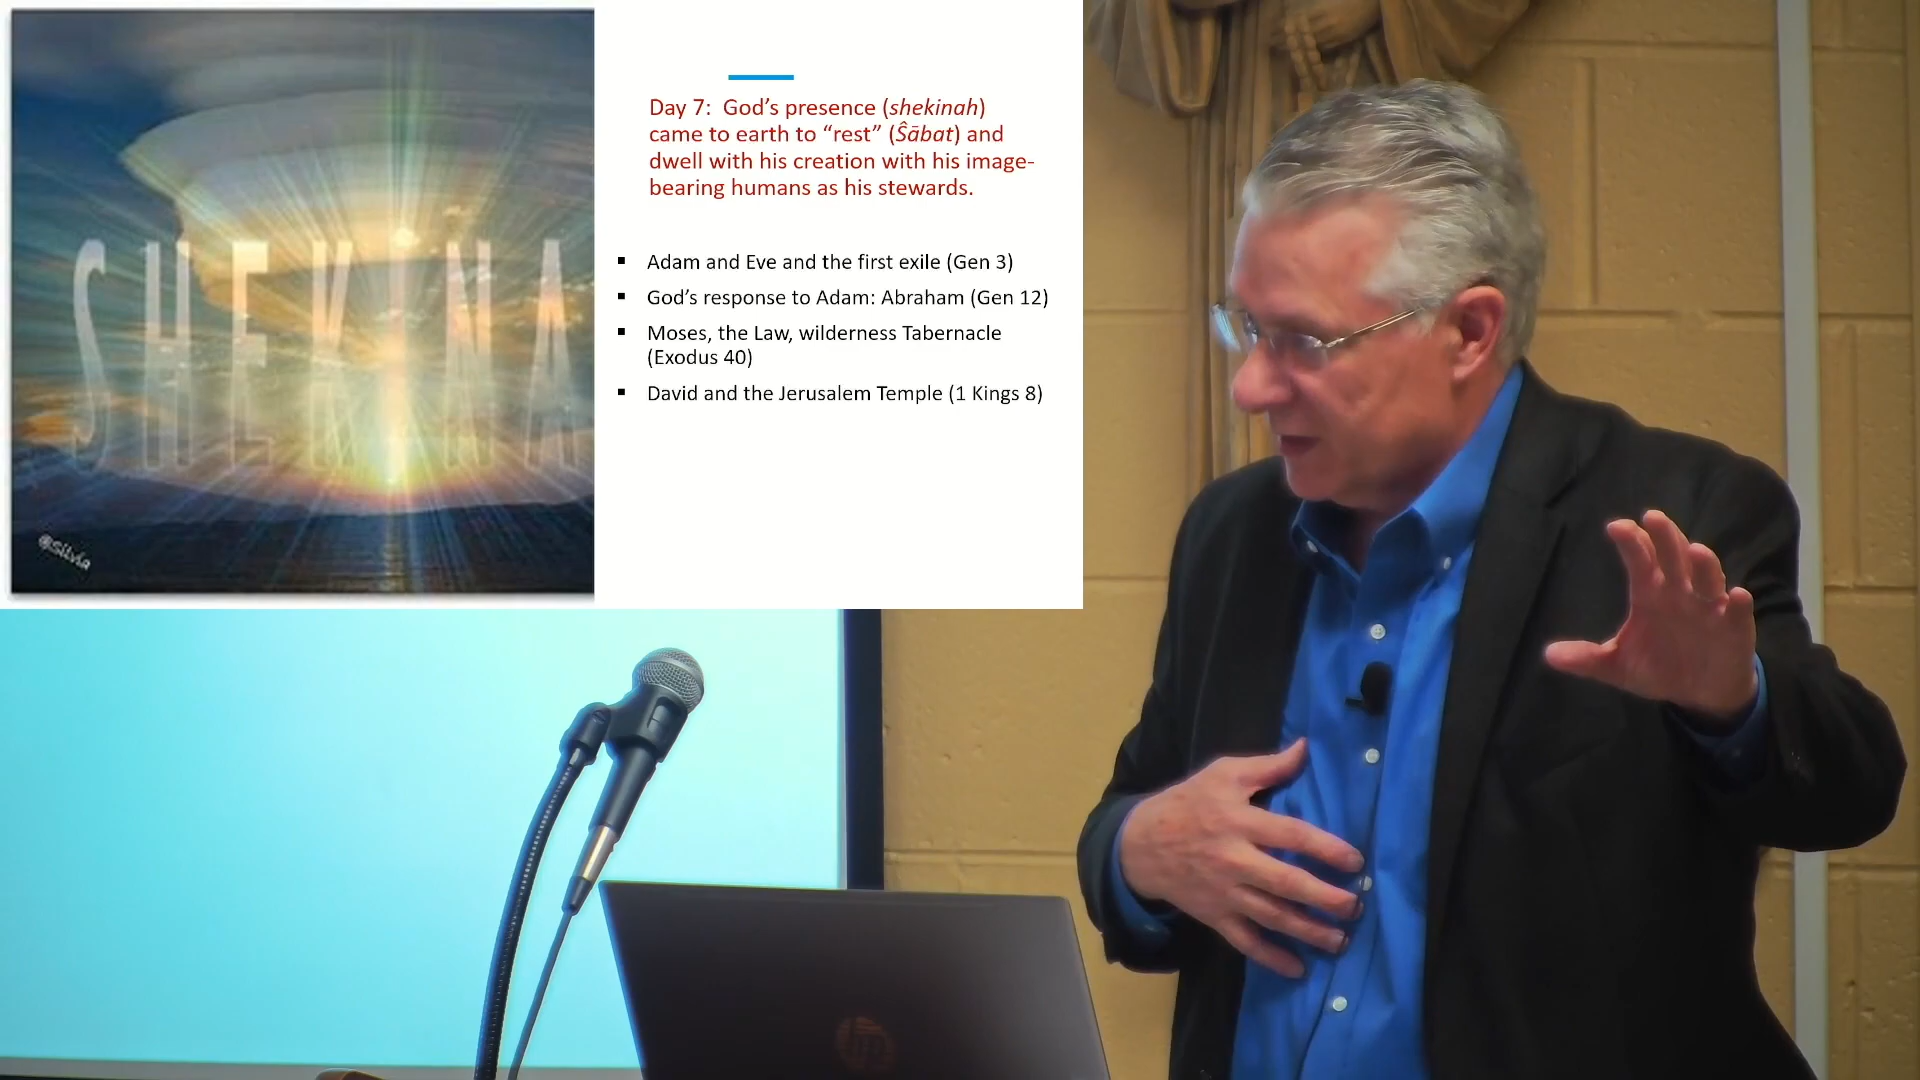 SHEKINA
@Silvia
Day 7:  God's presence (shekinah)
came to earth to "rest" (Ŝābat) and
dwell with his creation with his image-
bearing humans as his stewards.
▪ Adam and Eve and the first exile (Gen 3)
▪ God's response to Adam: Abraham (Gen 12)
▪ Moses, the Law, wilderness Tabernacle
(Exodus 40)
▪ David and the Jerusalem Temple (1 Kings 8)
hp